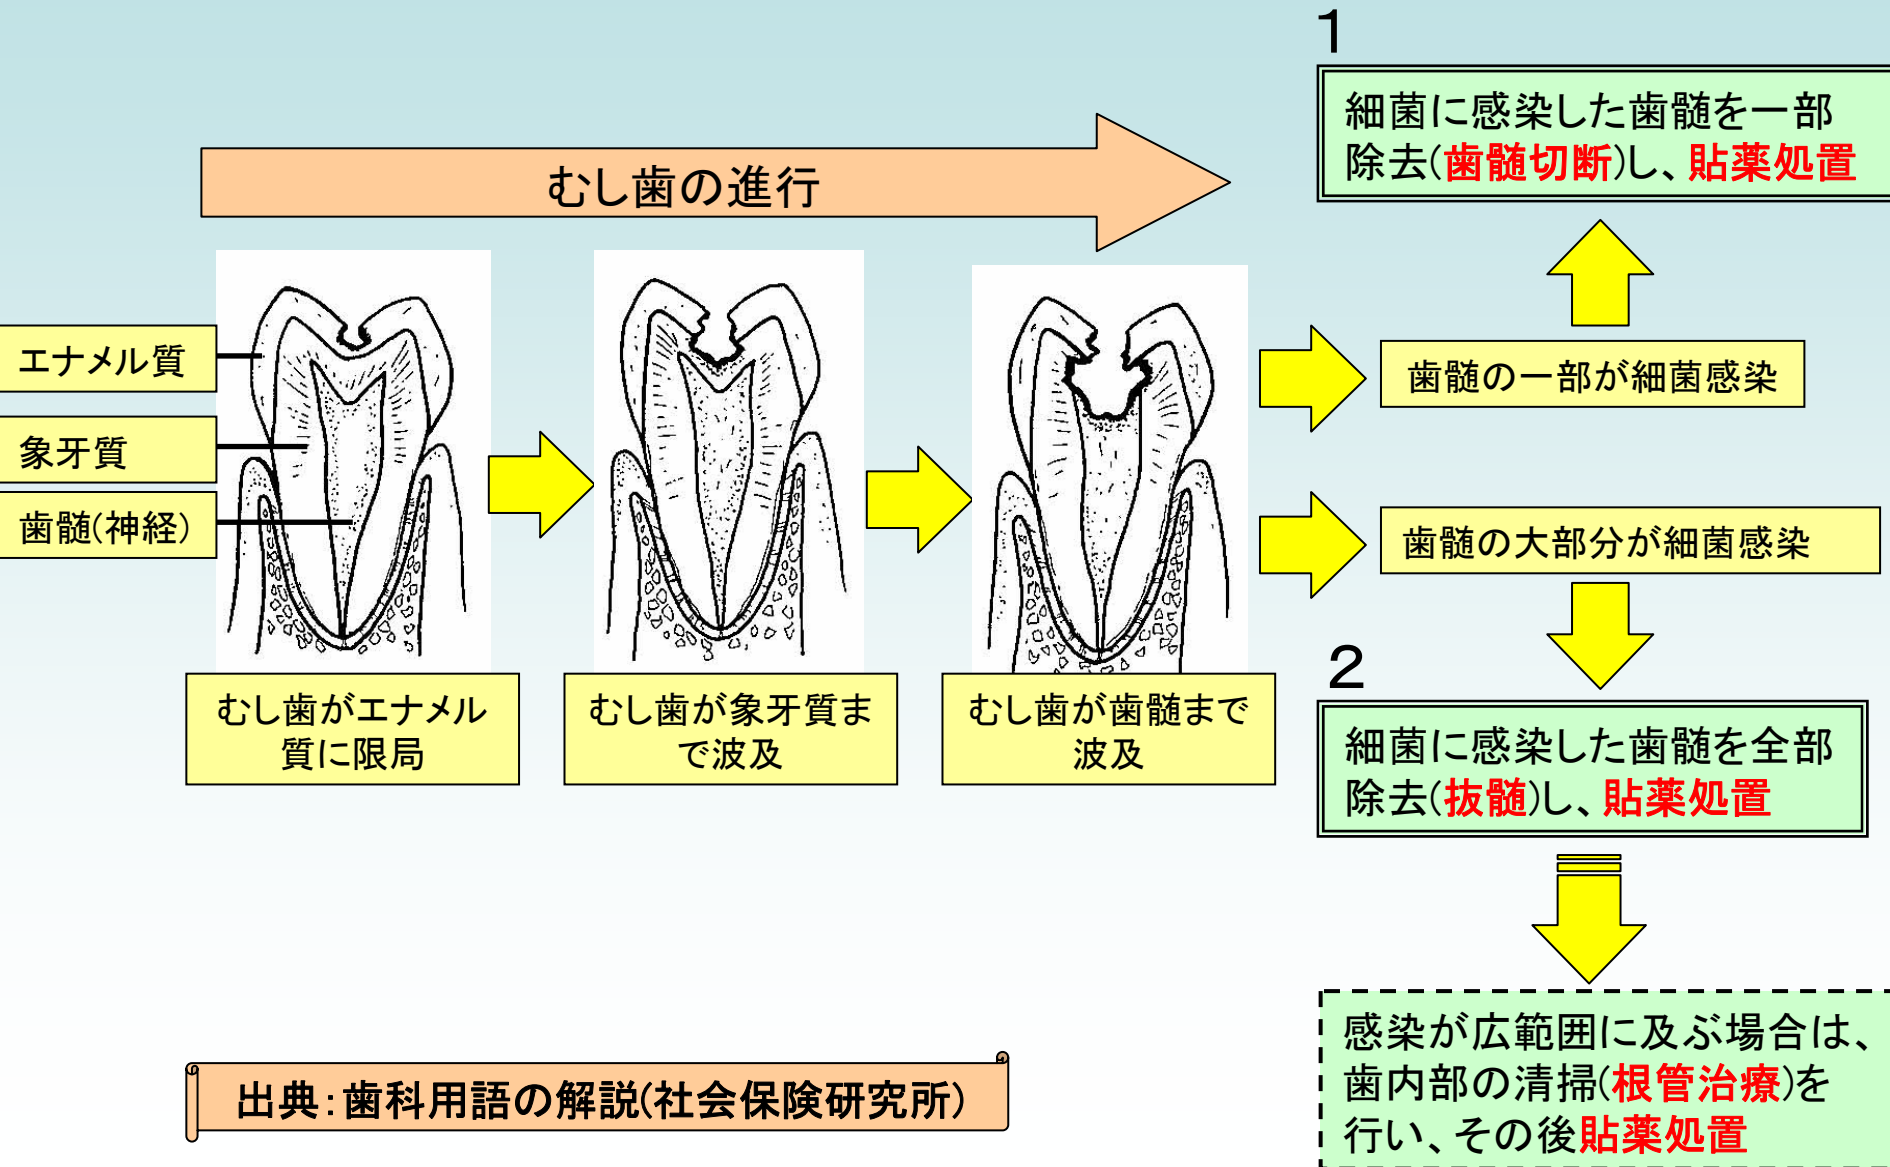 むし歯の進行
エナメル質
象牙質
歯髄(神経)
むし歯がエナメル
質に限局
むし歯が象牙質ま
で波及
むし歯が歯髄まで
波及
1
細菌に感染した歯髄を一部
除去(歯髄切断)し、貼薬処置
歯髄の一部が細菌感染
歯髄の大部分が細菌感染
2
細菌に感染した歯髄を全部
除去(抜髄)し、貼薬処置
感染が広範囲に及ぶ場合は、
歯内部の清掃(根管治療)を
行い、その後貼薬処置
出典:歯科用語の解説(社会保険研究所)